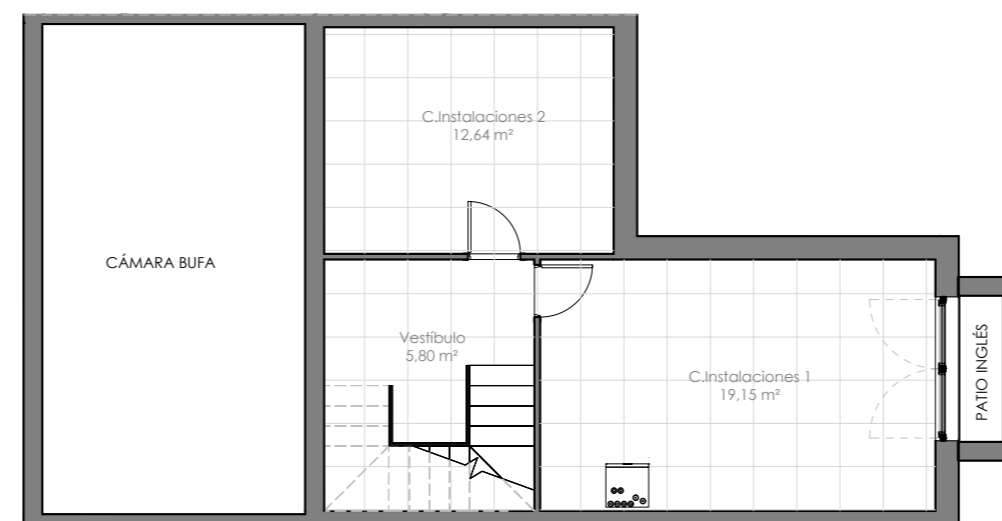 C.Instalaciones 2
12,64 m²
CÁMARA BUFA
Vestíbulo
5,80 m²
C.Instalaciones 1
19,15 m²
PATIO INGLÉS